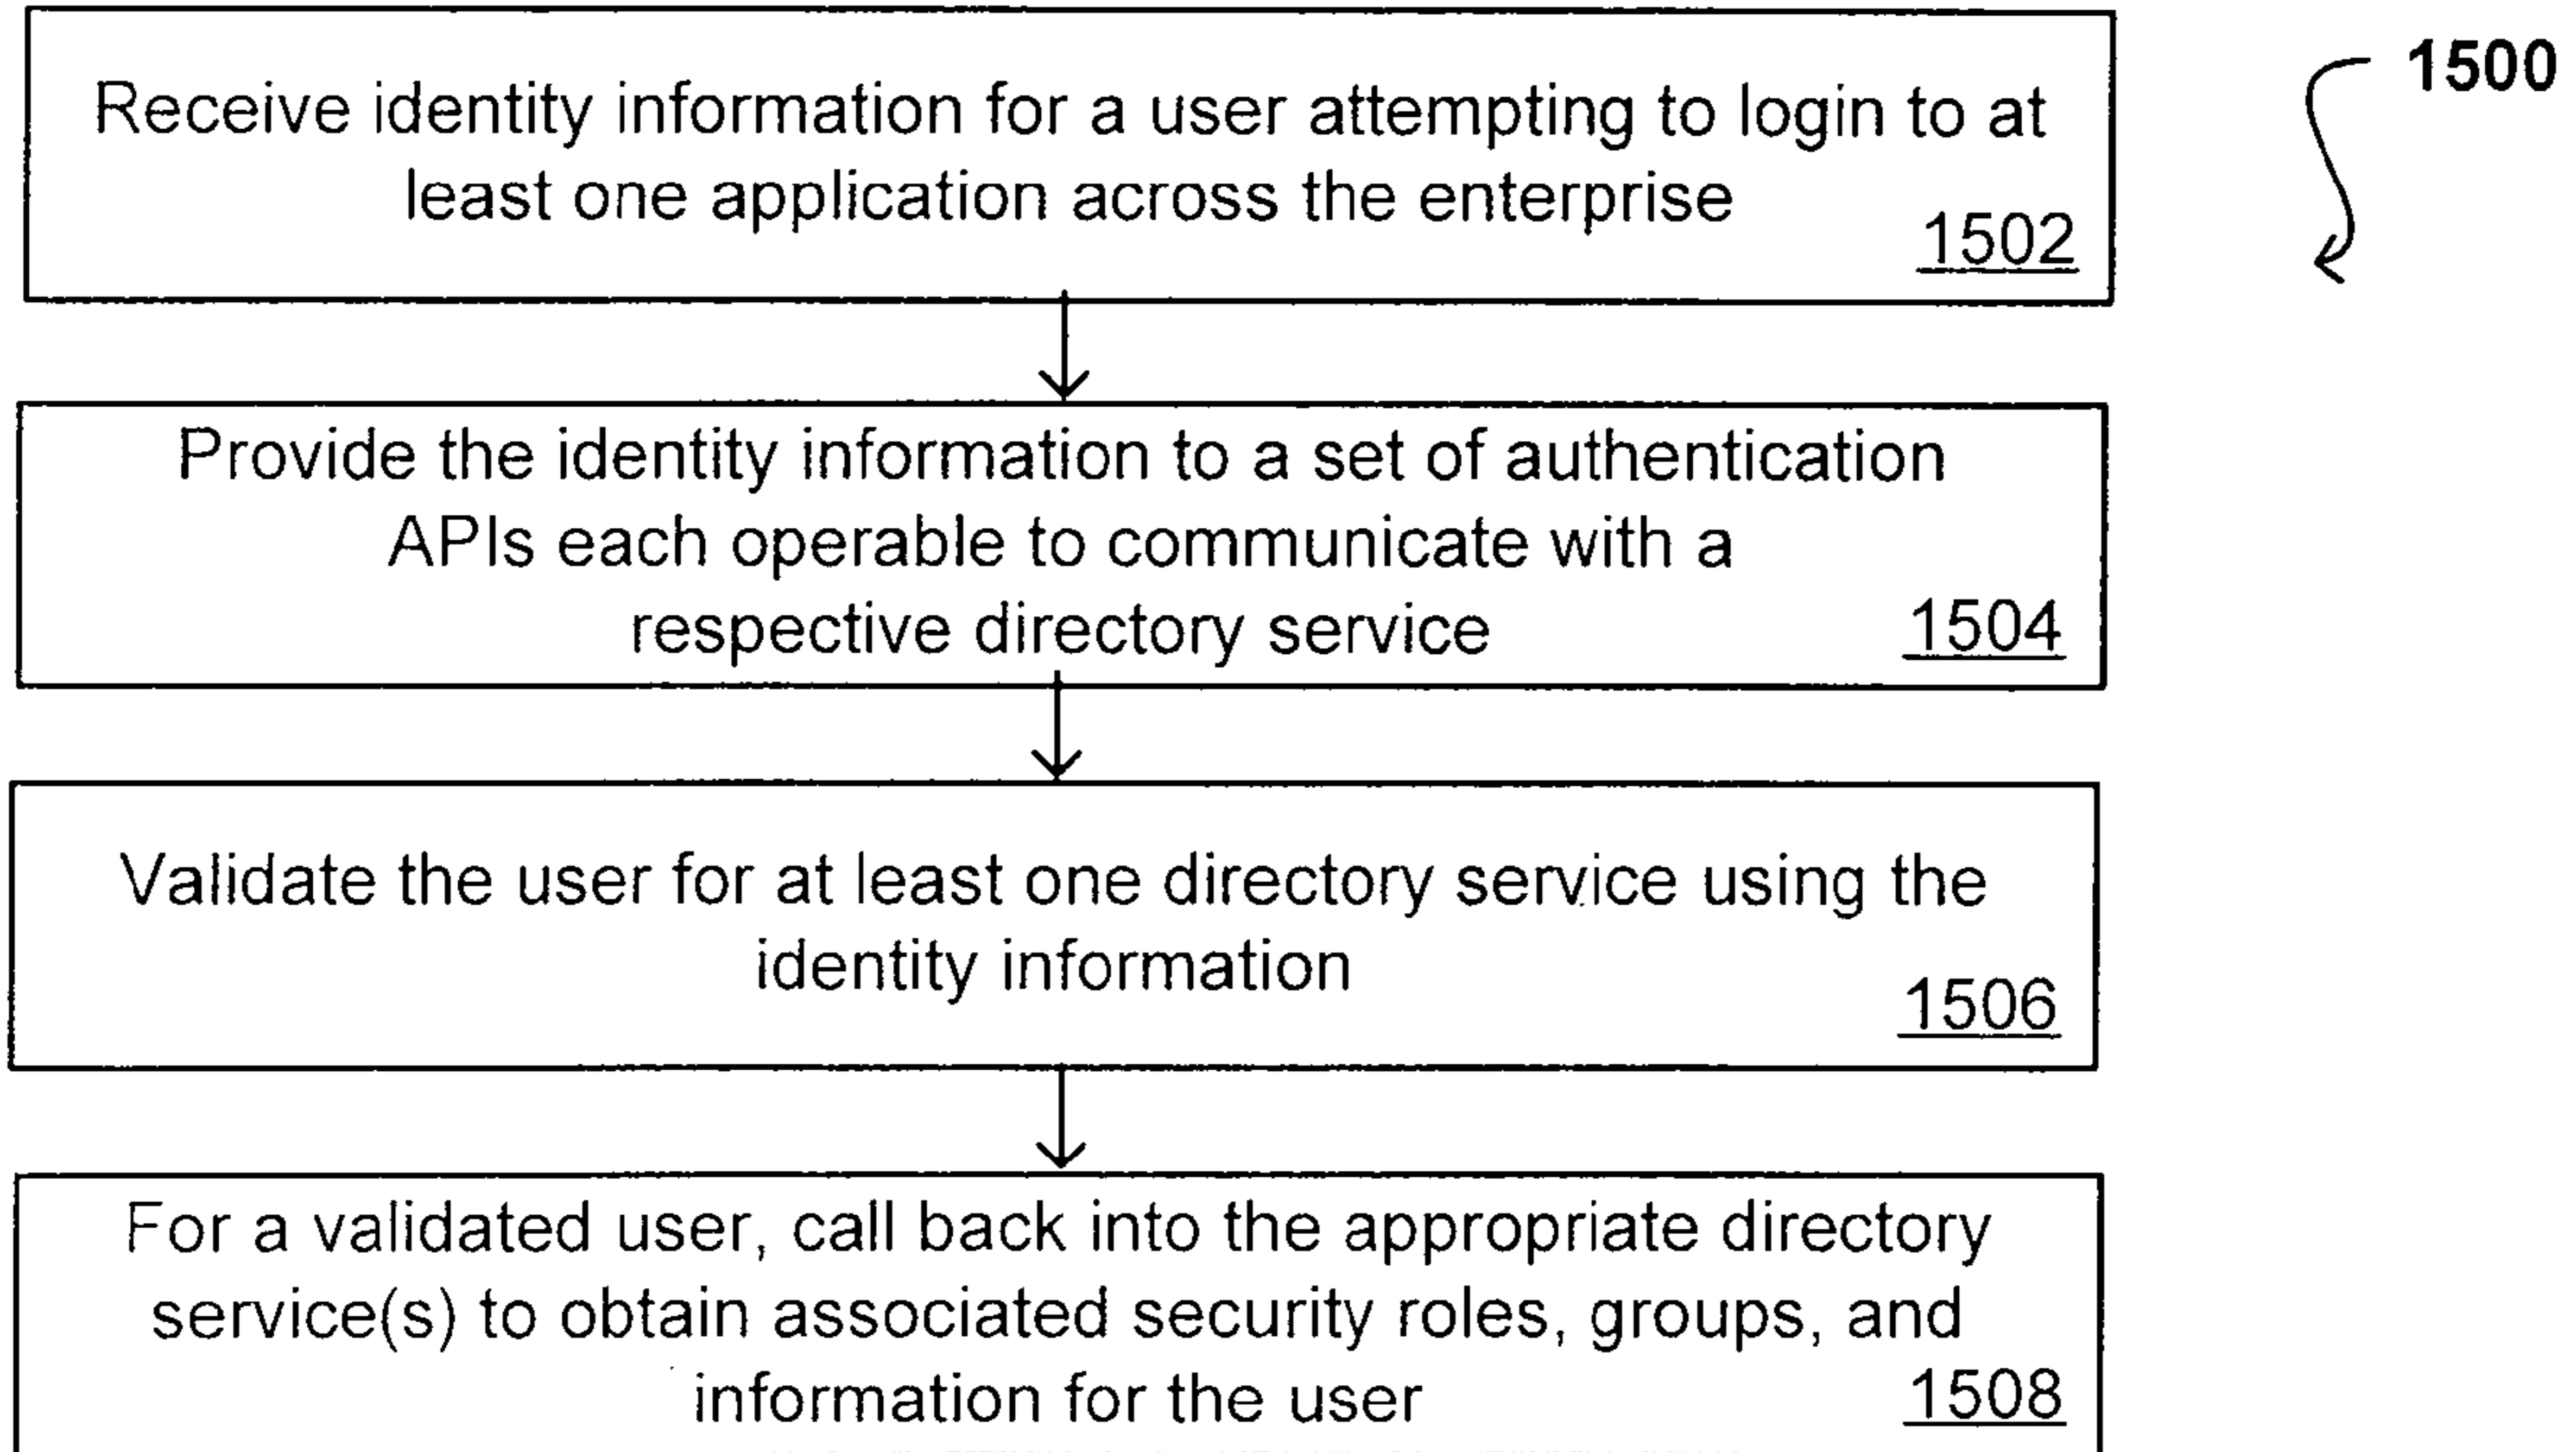 Receive identity information for a user attempting to login to at
least one application across the enterprise
1502
1500
Provide the identity information to a set of authentication
APIs each operable to communicate with a
respective directory service
1504
Validate the user for at least one directory service using the
identity information
1506
For a validated user, call back into the appropriate directory
service(s) to obtain associated security roles, groups, and
information for the user
1508